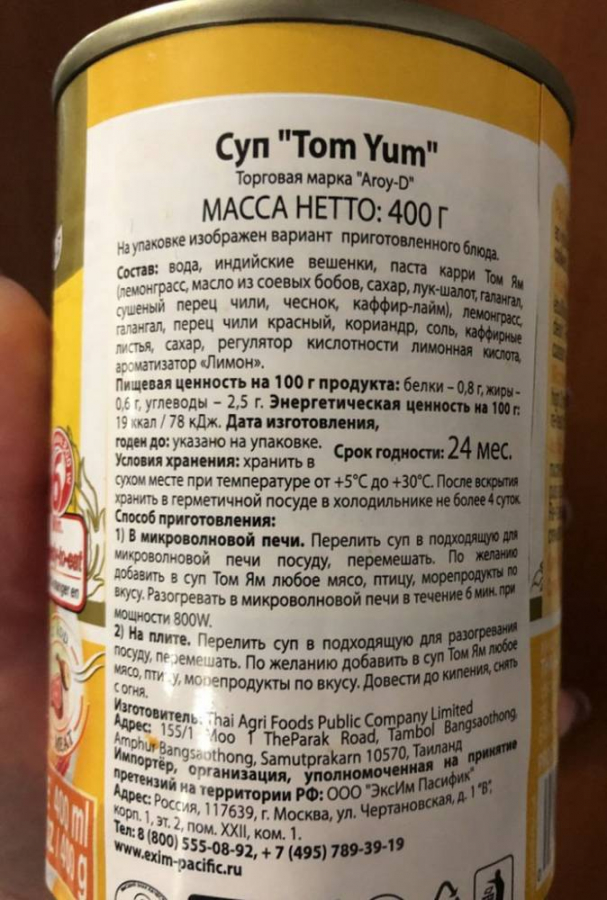 Суп "Tom Yum"
Торговая марка "Aroy-D"
МАССА НЕТТО: 400 Г
На упаковке изображен вариант приготовленного блюда.
Состав: вода, индийские вешенки, паста карри Том Ям
(лемонграсс, масло из соевых бобов, сахар, лук-шалот, галангал,
сушеный перец чили, чеснок, каффир-лайм), лемонграсс,
галангал, перец чили красный, кориандр, соль, каффирные
листья, сахар, регулятор кислотности лимонная кислота,
ароматизатор «Лимон».
Пищевая ценность на 100 г продукта: белки – 0,8 г, жиры –
0,6 г, углеводы – 2,5 г. Энергетическая ценность на 100 г:
19 ккал / 78 кДж. Дата изготовления,
годен до: указано на упаковке. Срок годности: 24 мес.
Условия хранения: хранить в
сухом месте при температуре от +5°С до +30°С. После вскрытия
хранить в герметичной посуде в холодильнике не более 4 суток
Способ приготовления:
1) В микроволновой печи. Перелить суп в подходящую для
микроволновой печи посуду, перемешать. По желанию
добавить в суп Том Ям любое мясо, птицу, морепродукты по
вкусу. Разогревать в микроволновой печи в течение 6 мин. при
мощности 800W.
2) На плите. Перелить суп в подходящую для разогревания
посуду, перемешать. По желанию добавить в суп Том Ям любое
мясо, птицу, морепродукты по вкусу. Довести до кипения, снять
с огня.
Изготовитель: Thai Agri Foods Public Company Limited
Адрес: 155/1 Moo 1 TheParak Road, Tambol Bangsaothong,
Amphur Bangsaothong, Samutprakarn 10570, Таиланд
Импортёр, организация, уполномоченная на принятие
претензий на территории РФ: ООО "ЭксИм Пасифик"
Адрес: Россия, 117639, г. Москва, ул. Чертановская, д. 1 "В",
корп. 1, эт. 2, пом. XXII, ком. 1.
Тел: 8 (800) 555-08-92, + 7 (495) 789-39-19
www.exim-pacific.ru
-to-eat
MEAT
400 ml
400 g